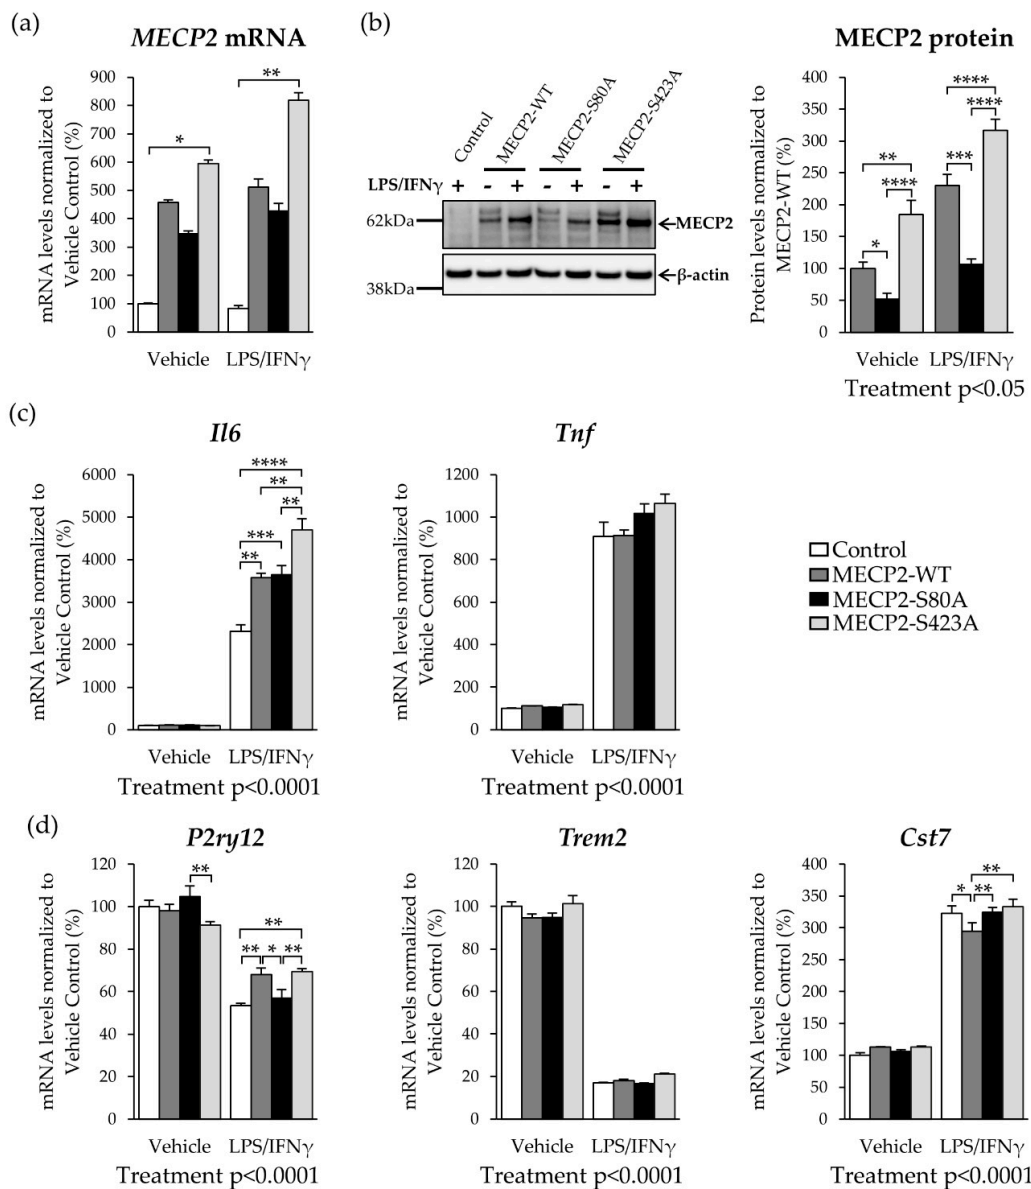 (a)
MECP2 mRNA
mRNA levels normalized to
Vehicle Control (%)
900
800
700
600
500
400
300
200
100
0
*
**
Vehicle
LPS/IFNγ
(b)
Control
MECP2-WT
MECP2-S80A
MECP2-S423A
LPS/IFNγ + - + - + - +
62kDa
MECP2
β-actin
38kDa
MECP2 protein
Protein levels normalized to
MECP2-WT (%)
400
350
300
250
200
150
100
50
0
**
****
*
****
****
***
Vehicle
LPS/IFNγ
Treatment p<0.05
(c)
Il6
mRNA levels normalized to
Vehicle Control (%)
6000
5000
4000
3000
2000
1000
0
****
**
**
***
**
Vehicle
LPS/IFNγ
Treatment p<0.0001
Tnf
mRNA levels normalized to
Vehicle Control (%)
1200
1000
800
600
400
200
0
Vehicle
LPS/IFNγ
Treatment p<0.0001
Control
MECP2-WT
MECP2-S80A
MECP2-S423A
(d)
P2ry12
mRNA levels normalized to
Vehicle Control (%)
120
100
80
60
40
20
0
**
**
** * **
Vehicle
LPS/IFNγ
Treatment p<0.0001
Trem2
mRNA levels normalized to
Vehicle Control (%)
120
100
80
60
40
20
0
Vehicle
LPS/IFNγ
Treatment p<0.0001
Cst7
mRNA levels normalized to
Vehicle Control (%)
400
350
300
250
200
150
100
50
0
**
* **
Vehicle
LPS/IFNγ
Treatment p<0.0001